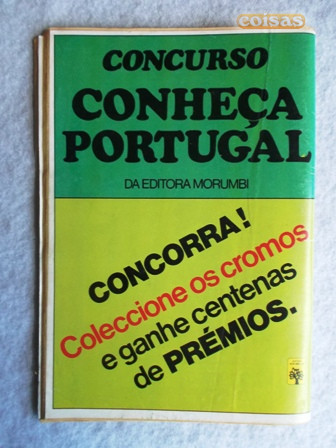 coisas
CONCURSO
CONHEÇA
PORTUGAL
DA EDITORA MORUMBI
CONCORRA!
Coleccione os cromos
e ganhe centenas
de PRÉMIOS.